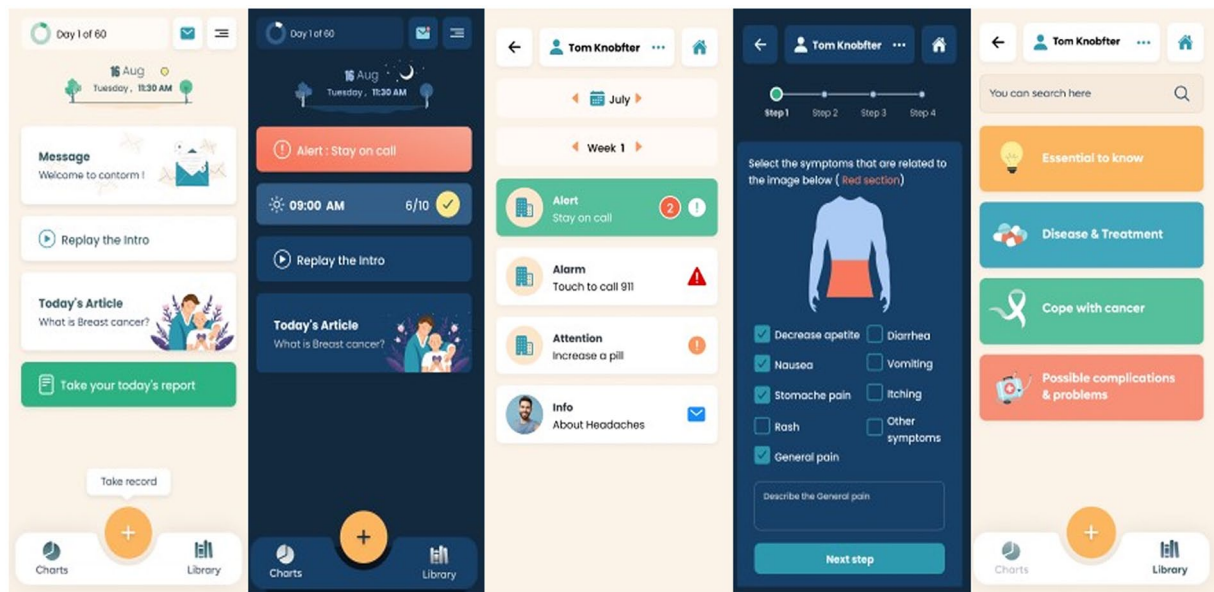 Day 1 of 60
16 Aug
Tuesday, 11:30 AM
Message
Welcome to contorm !
Replay the Intro
Today's Article
What is Breast cancer?
Take your today's report
Take record
+
Charts
Library
Day 1 of 60
16 Aug
Tuesday, 11:30 AM
Alert : Stay on call
09:00 AM 6/10
Replay the Intro
Today's Article
What is Breast cancer?
+
Charts
Library
Tom Knobfter ...
July
Week 1
Alert
Stay on call
2
Alarm
Touch to call 911
Attention
Increase a pill
Info
About Headaches
Tom Knobfter ...
Step 1 Step 2 Step 3 Step 4
Select the symptoms that are related to
the image below ( Red section)
Decrease apetite Diarrhea
Nausea Vomiting
Stomache pain Itching
Rash Other
symptoms
General pain
Describe the General pain
Next step
Tom Knobfter ...
You can search here
Essential to know
Disease & Treatment
Cope with cancer
Possible complications
& problems
+
Charts
Library